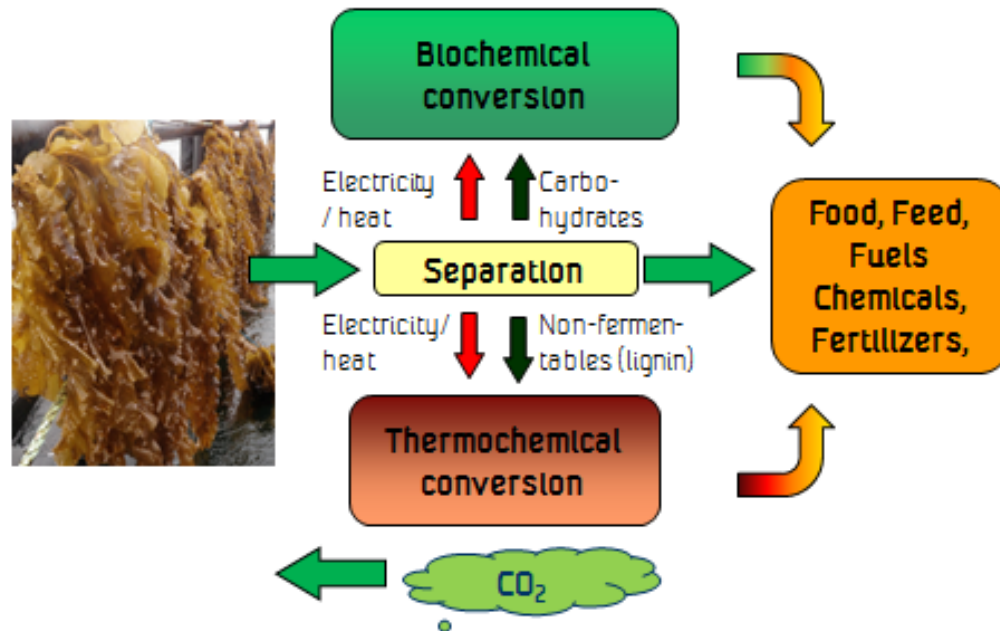 Biochemical
conversion
Electricity
/ heat
Carbo-
hydrates
Separation
Food, Feed,
Fuels
Chemicals,
Fertilizers,
Electricity/
heat
Non-fermen-
tables (lignin)
Thermochemical
conversion
CO₂